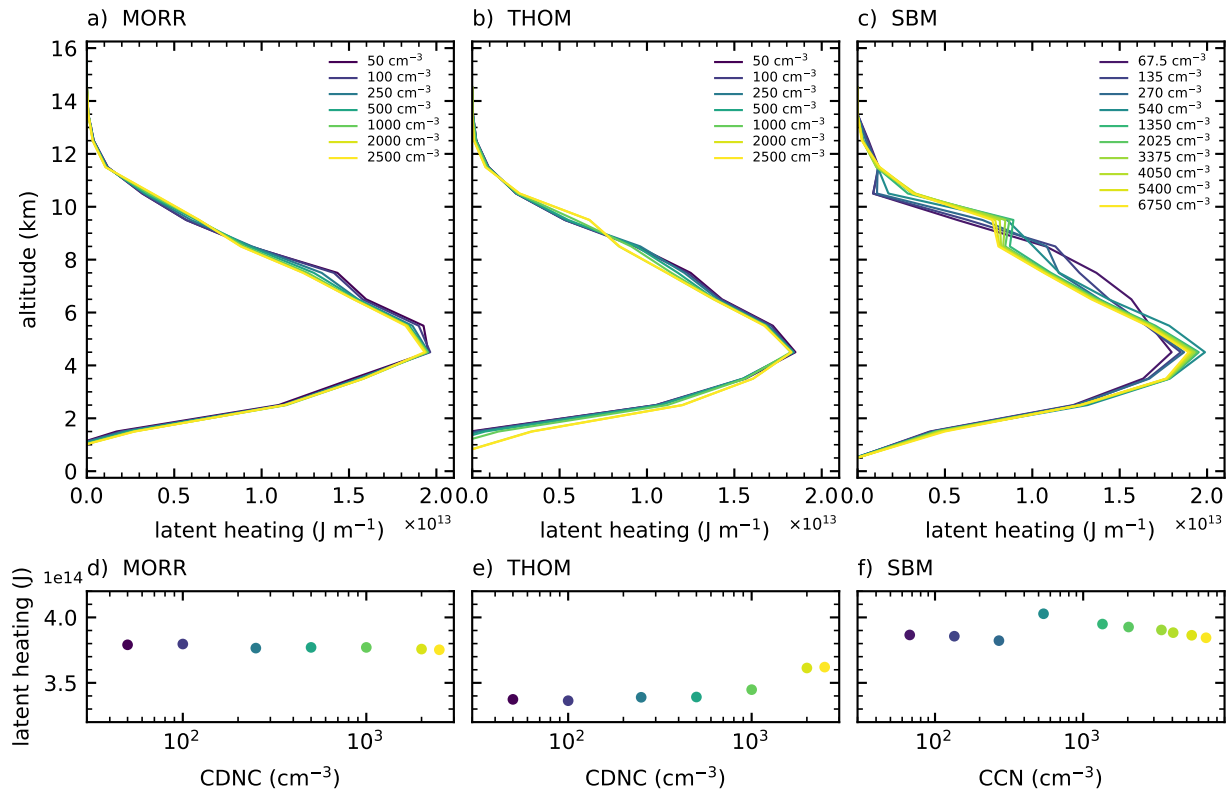 a) MORR
b) THOM
c) SBM
altitude (km)
16
14
12
10
8
6
4
2
0
50 cm⁻³
100 cm⁻³
250 cm⁻³
500 cm⁻³
1000 cm⁻³
2000 cm⁻³
2500 cm⁻³
50 cm⁻³
100 cm⁻³
250 cm⁻³
500 cm⁻³
1000 cm⁻³
2000 cm⁻³
2500 cm⁻³
67.5 cm⁻³
135 cm⁻³
270 cm⁻³
540 cm⁻³
1350 cm⁻³
2025 cm⁻³
3375 cm⁻³
4050 cm⁻³
5400 cm⁻³
6750 cm⁻³
0.0 0.5 1.0 1.5 2.0
0.0 0.5 1.0 1.5 2.0
0.0 0.5 1.0 1.5 2.0
latent heating (J m⁻¹) ×10¹³
latent heating (J m⁻¹) ×10¹³
latent heating (J m⁻¹) ×10¹³
d) MORR
e) THOM
f) SBM
latent heating (J)
1e14
4.0
3.5
10² 10³
10² 10³
10² 10³
CDNC (cm⁻³)
CDNC (cm⁻³)
CCN (cm⁻³)